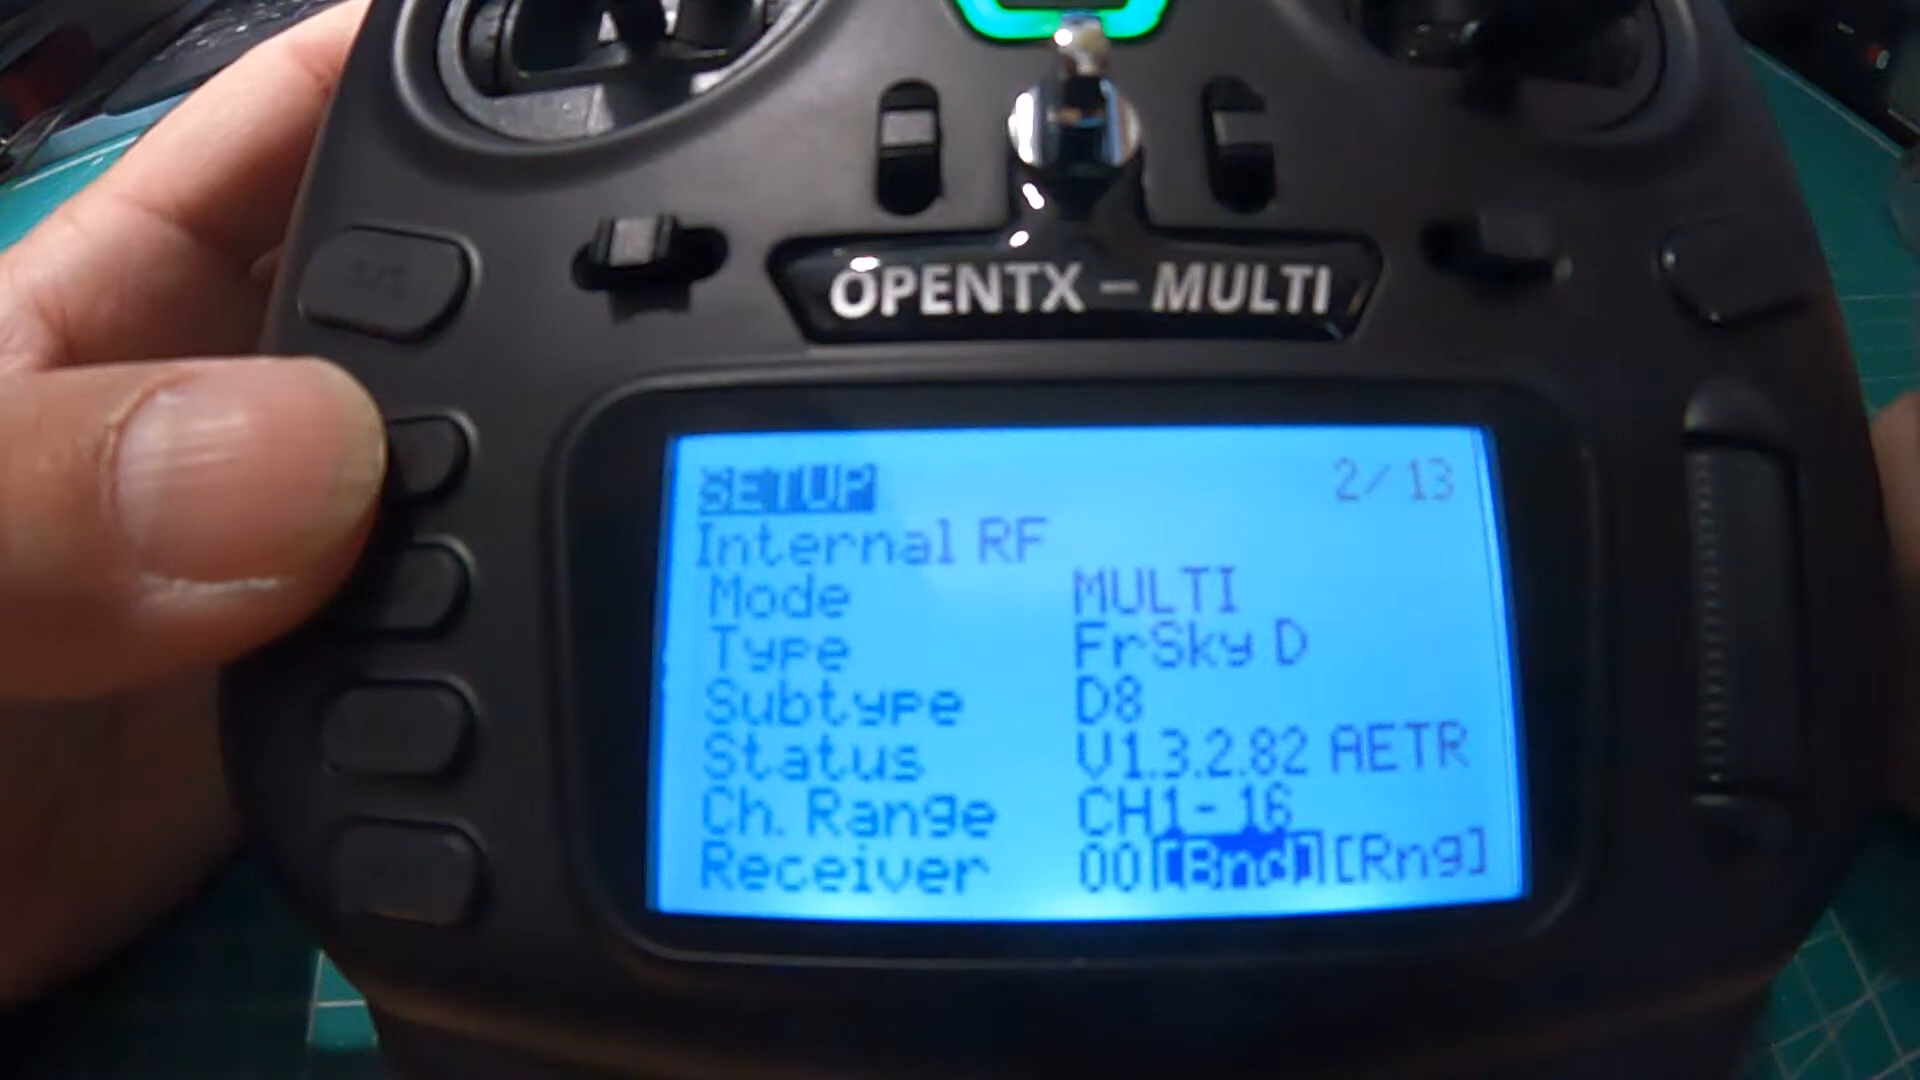 OPENTX – MULTI
SETUP 2/13
Internal RF
Mode MULTI
Type FrSky D
Subtype D8
Status V1.3.2.82 AETR
Ch. Range CH1-16
Receiver 00 [Bnd] [Rng]